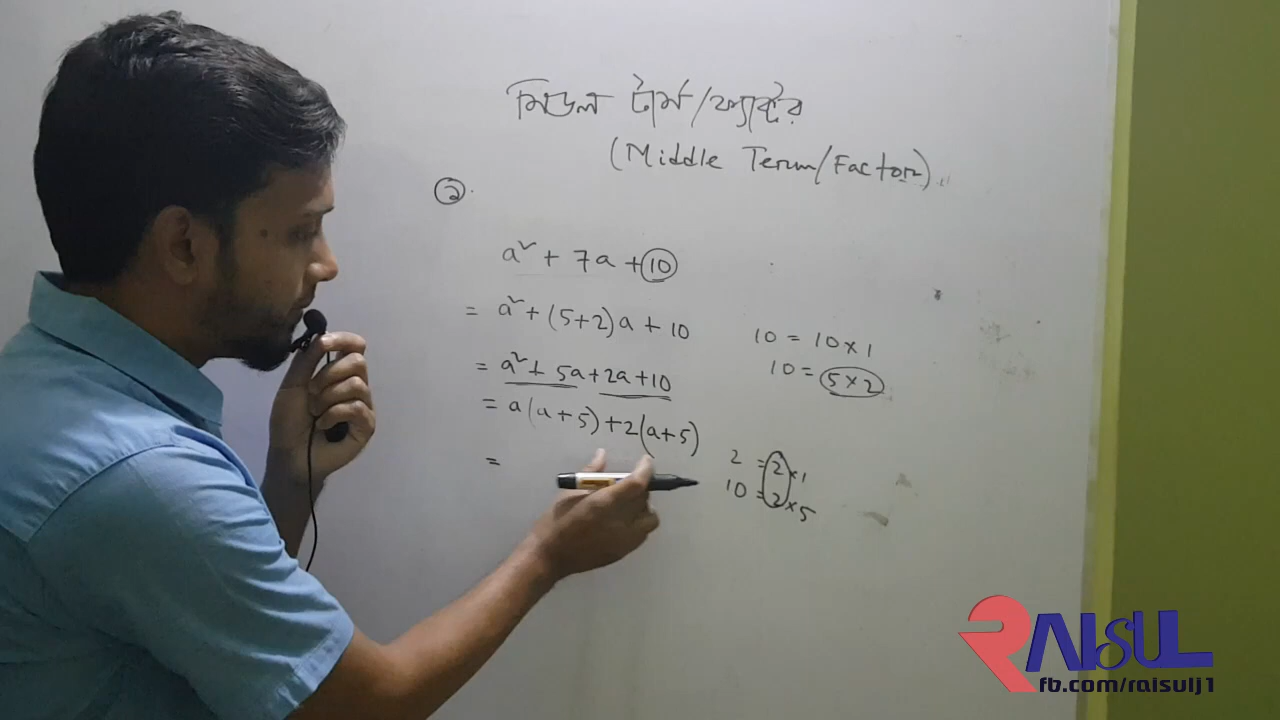 মিডল টার্ম/ফ্যাক্টর
(Middle Term/Factor)
২.
a² + 7a + 10
= a² + (5+2)a + 10
= a² + 5a + 2a + 10
= a(a+5) + 2(a+5)
=
10 = 10 × 1
10 = 5 × 2
2 = 2 × 1
10 = 2 × 5
RAISUL
fb.com/raisulj1